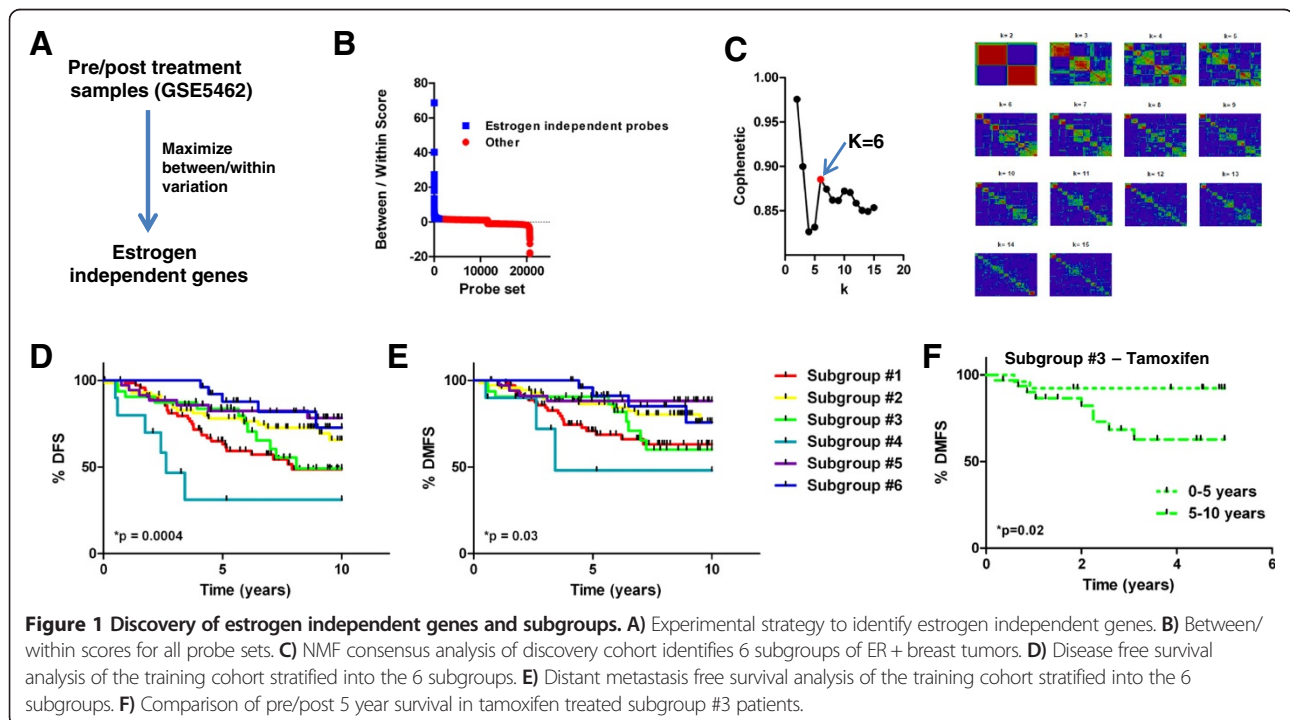 A
Pre/post treatment
samples (GSE5462)
Maximize
between/within
variation
Estrogen
independent genes
B
80
60
40
20
0
-20
Between / Within Score
Estrogen independent probes
Other
0
10000
20000
Probe set
C
1.00
0.95
0.90
0.85
Cophenetic
K=6
0
5
10
15
20
k
k= 2
k= 3
k= 4
k= 5
k= 6
k= 7
k= 8
k= 9
k= 10
k= 11
k= 12
k= 13
k= 14
k= 15
D
100
50
0
% DFS
*p = 0.0004
0
5
10
Time (years)
E
100
50
0
% DMFS
*p = 0.03
0
5
10
Time (years)
Subgroup #1
Subgroup #2
Subgroup #3
Subgroup #4
Subgroup #5
Subgroup #6
F
Subgroup #3 – Tamoxifen
100
50
0
% DMFS
0-5 years
5-10 years
*p=0.02
0
2
4
6
Time (years)
Figure 1 Discovery of estrogen independent genes and subgroups. A) Experimental strategy to identify estrogen independent genes. B) Between/
within scores for all probe sets. C) NMF consensus analysis of discovery cohort identifies 6 subgroups of ER + breast tumors. D) Disease free survival
analysis of the training cohort stratified into the 6 subgroups. E) Distant metastasis free survival analysis of the training cohort stratified into the 6
subgroups. F) Comparison of pre/post 5 year survival in tamoxifen treated subgroup #3 patients.